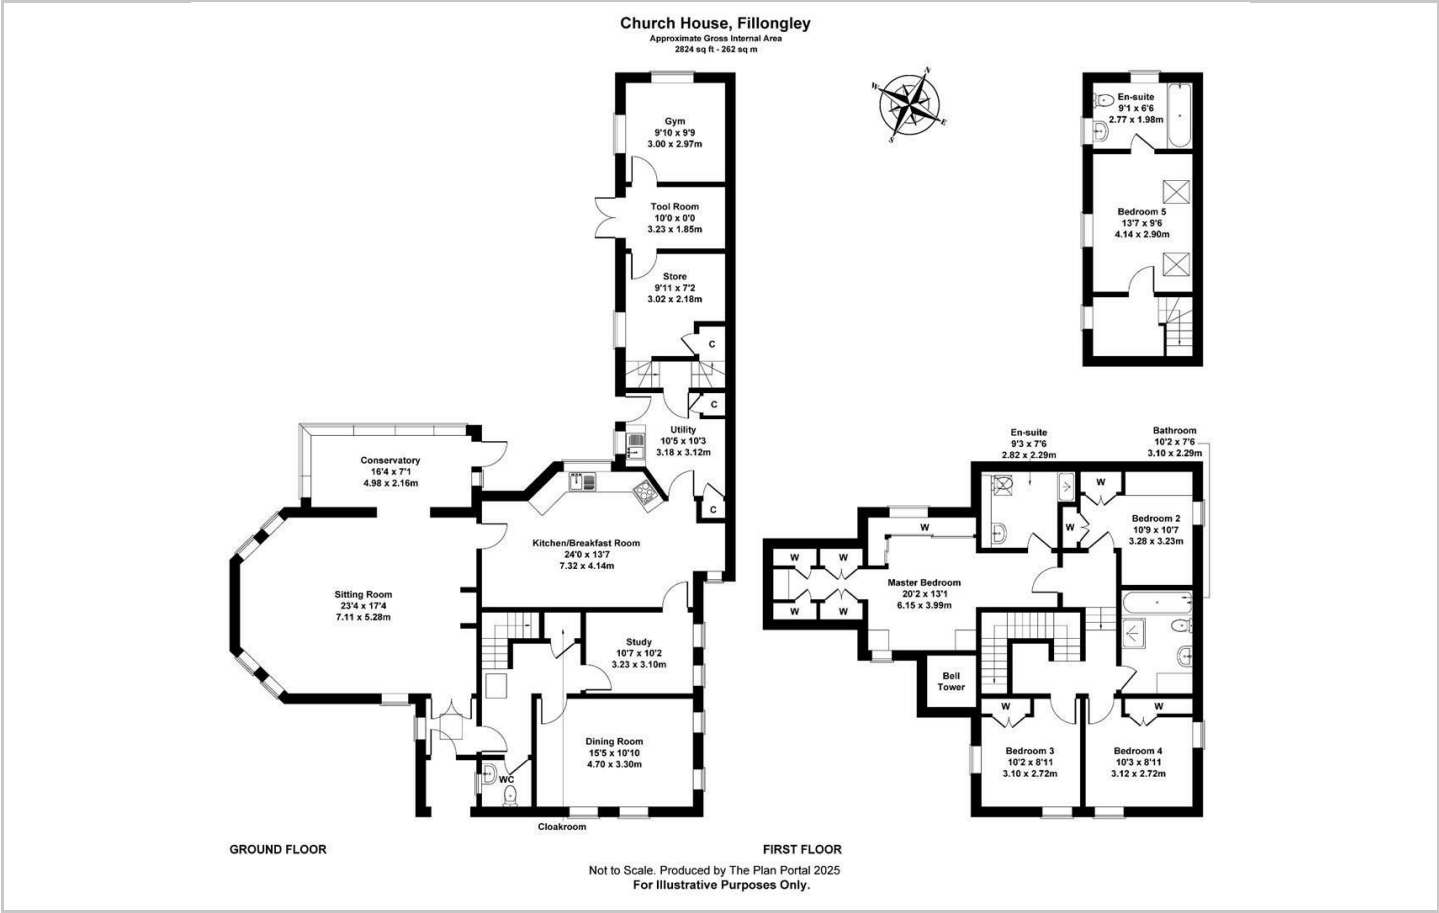 Church House, Fillongley
Approximate Gross Internal Area
2824 sq ft - 262 sq m
N
W
E
S
Gym
9'10 x 9'9
3.00 x 2.97m
Tool Room
10'0 x 0'0
3.23 x 1.85m
Store
9'11 x 7'2
3.02 x 2.18m
C
C
Utility
10'5 x 10'3
3.18 x 3.12m
C
Conservatory
16'4 x 7'1
4.98 x 2.16m
Kitchen/Breakfast Room
24'0 x 13'7
7.32 x 4.14m
Sitting Room
23'4 x 17'4
7.11 x 5.28m
Study
10'7 x 10'2
3.23 x 3.10m
Dining Room
15'5 x 10'10
4.70 x 3.30m
WC
Cloakroom
GROUND FLOOR
En-suite
9'1 x 6'6
2.77 x 1.98m
Bedroom 5
13'7 x 9'6
4.14 x 2.90m
En-suite
9'3 x 7'6
2.82 x 2.29m
Bathroom
10'2 x 7'6
3.10 x 2.29m
W
W
W
Bedroom 2
10'9 x 10'7
3.28 x 3.23m
W
W
W
W
Master Bedroom
20'2 x 13'1
6.15 x 3.99m
Bell
Tower
W
W
Bedroom 3
10'2 x 8'11
3.10 x 2.72m
Bedroom 4
10'3 x 8'11
3.12 x 2.72m
FIRST FLOOR
Not to Scale. Produced by The Plan Portal 2025
For Illustrative Purposes Only.